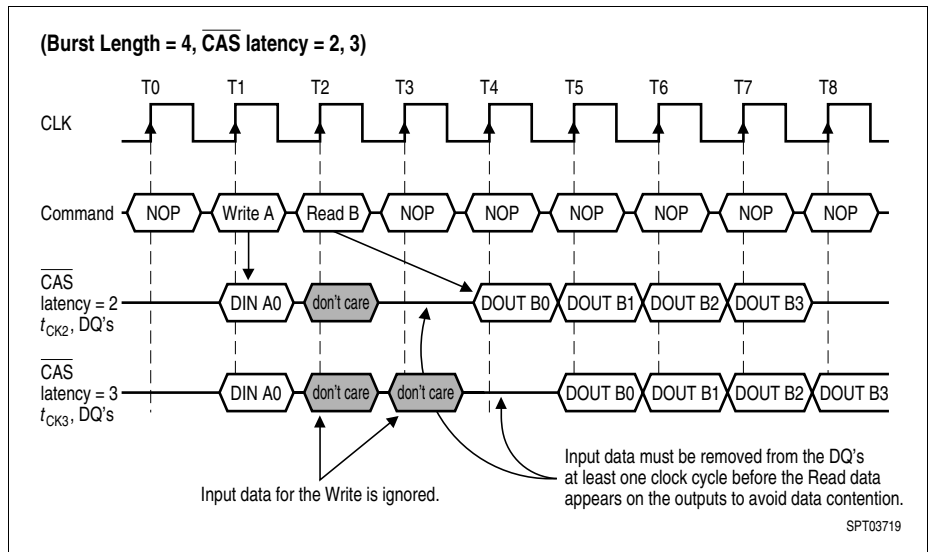 (Burst Length = 4, CAS latency = 2, 3)
T0 T1 T2 T3 T4 T5 T6 T7 T8
CLK
Command NOP Write A Read B NOP NOP NOP NOP NOP NOP
CAS
latency = 2
tCK2, DQ's
DIN A0 don't care DOUT B0 DOUT B1 DOUT B2 DOUT B3
CAS
latency = 3
tCK3, DQ's
DIN A0 don't care don't care DOUT B0 DOUT B1 DOUT B2 DOUT B3
Input data for the Write is ignored.
Input data must be removed from the DQ's
at least one clock cycle before the Read data
appears on the outputs to avoid data contention.
SPT03719